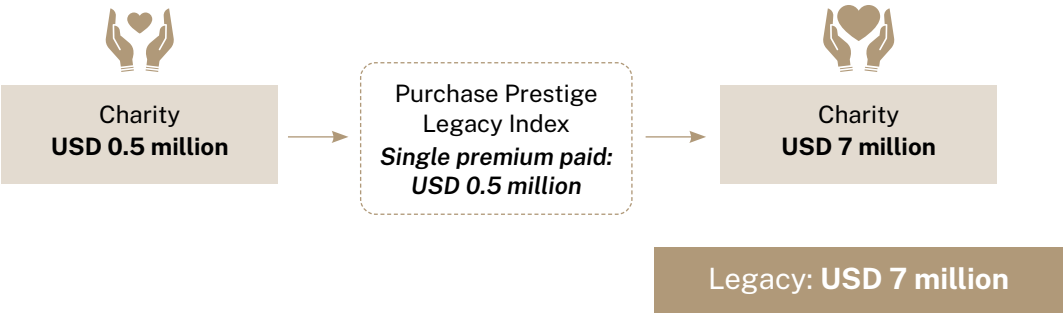 Charity
USD 0.5 million
Purchase Prestige
Legacy Index
Single premium paid:
USD 0.5 million
Charity
USD 7 million
Legacy: USD 7 million